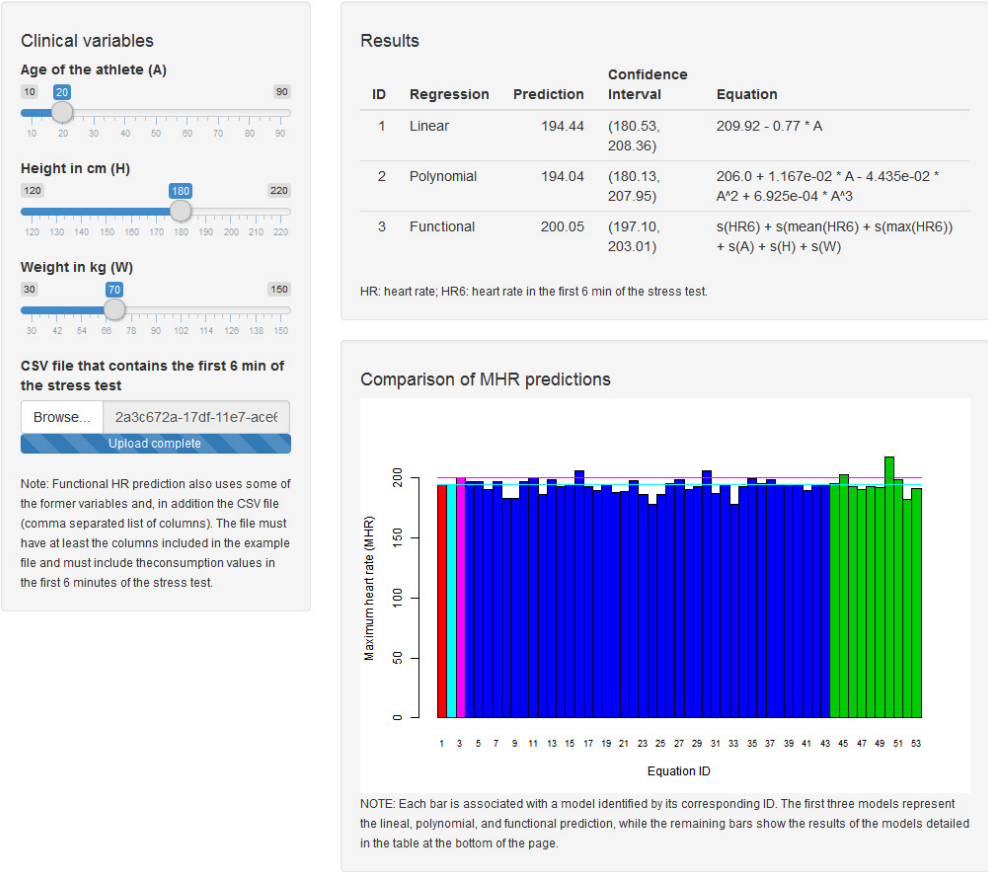 Clinical variables
Age of the athlete (A)
10 20 90
10 20 30 40 50 60 70 80 90
Height in cm (H)
120 180 220
120 130 140 150 160 170 180 190 200 210 220
Weight in kg (W)
30 70 150
30 42 54 66 78 90 102 114 126 138 150
CSV file that contains the first 6 min of
the stress test
Browse... 2a3c672a-17df-11e7-ace6
Upload complete
Note: Functional HR prediction also uses some of
the former variables and, in addition the CSV file
(comma separated list of columns). The file must
have at least the columns included in the example
file and must include theconsumption values in
the first 6 minutes of the stress test.
Results
Confidence
ID Regression Prediction Interval Equation
1 Linear 194.44 (180.53, 209.92 - 0.77 * A
208.36)
2 Polynomial 194.04 (180.13, 206.0 + 1.167e-02 * A - 4.435e-02 *
207.95) A^2 + 6.925e-04 * A^3
3 Functional 200.05 (197.10, s(HR6) + s(mean(HR6) + s(max(HR6))
203.01) + s(A) + s(H) + s(W)
HR: heart rate; HR6: heart rate in the first 6 min of the stress test.
Comparison of MHR predictions
Maximum heart rate (MHR)
200
150
100
50
0
1 3 5 7 9 11 13 15 17 19 21 23 25 27 29 31 33 35 37 39 41 43 45 47 49 51 53
Equation ID
NOTE: Each bar is associated with a model identified by its corresponding ID. The first three models represent
the lineal, polynomial, and functional prediction, while the remaining bars show the results of the models detailed
in the table at the bottom of the page.